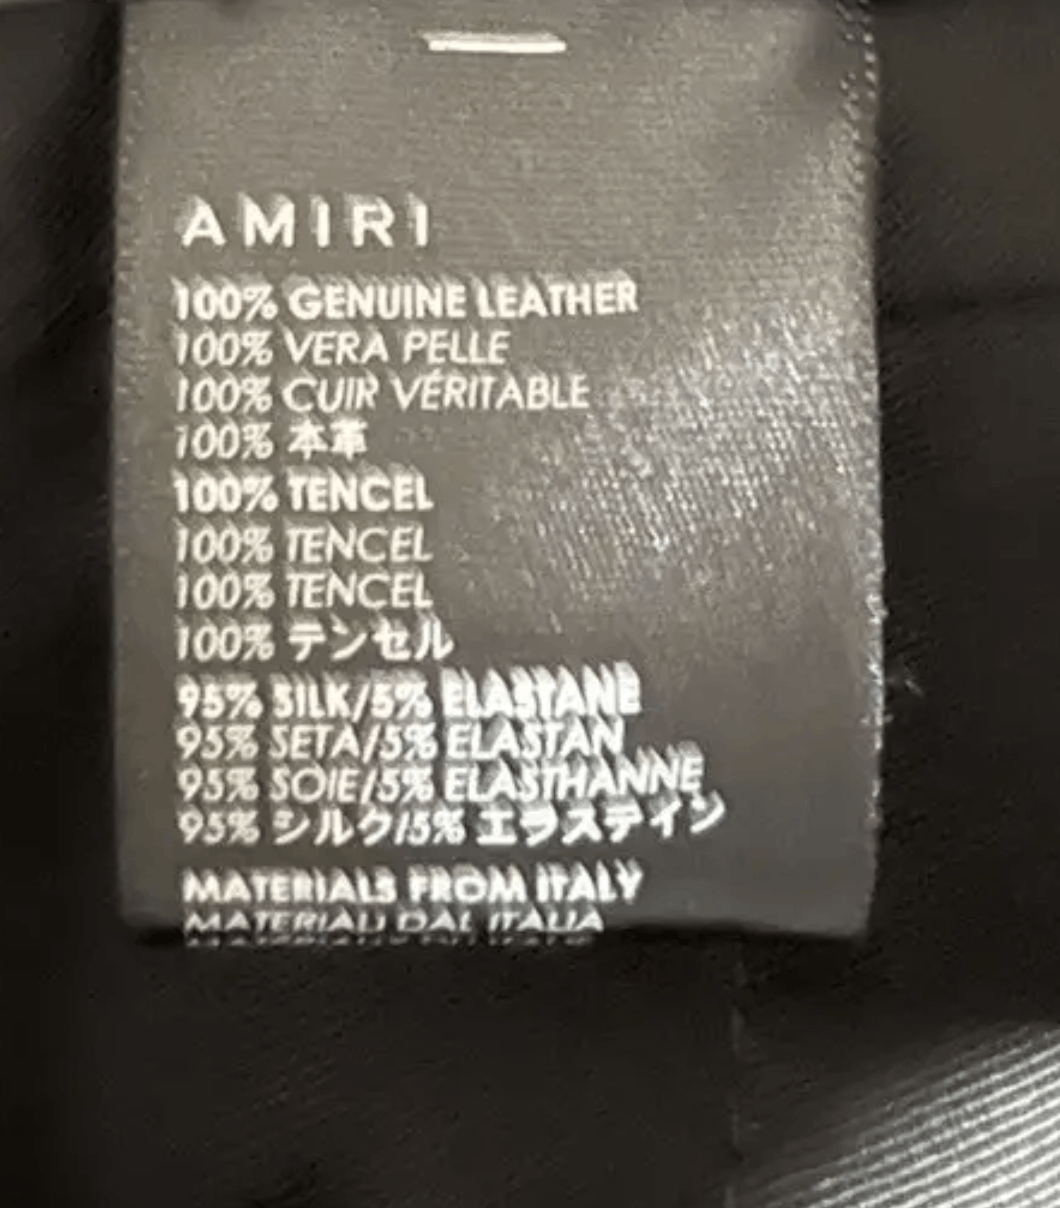 AMIRI
100% GENUINE LEATHER
100% VERA PELLE
100% CUIR VÉRITABLE
100% 本革
100% TENCEL
100% TENCEL
100% TENCEL
100% テンセル
95% SILK/5% ELASTANE
95% SETA/5% ELASTAN
95% SOIE/5% ELASTHANNE
95% シルク/5% エラステイン
MATERIALS FROM ITALY
MATERIALI DAL ITALIA